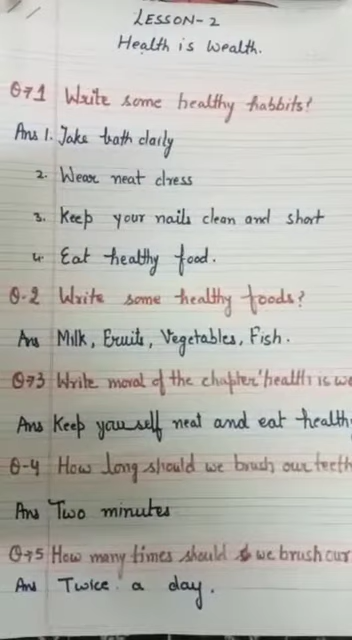 LESSON-2
Health is Wealth.
Q→1 Write some healthy habbits?
Ans 1. Take bath daily
2. Wear neat dress
3. Keep your nails clean and short
4. Eat healthy food.
Q-2 Write some healthy foods?
Ans Milk, Fruits, Vegetables, Fish.
Q→3 Write moral of the chapter 'health is we
Ans Keep youself neat and eat health
Q-4 How long should we brush our teeth
Ans Two minutes
Q→5 How many times should we brush our
Ans Twice a day.